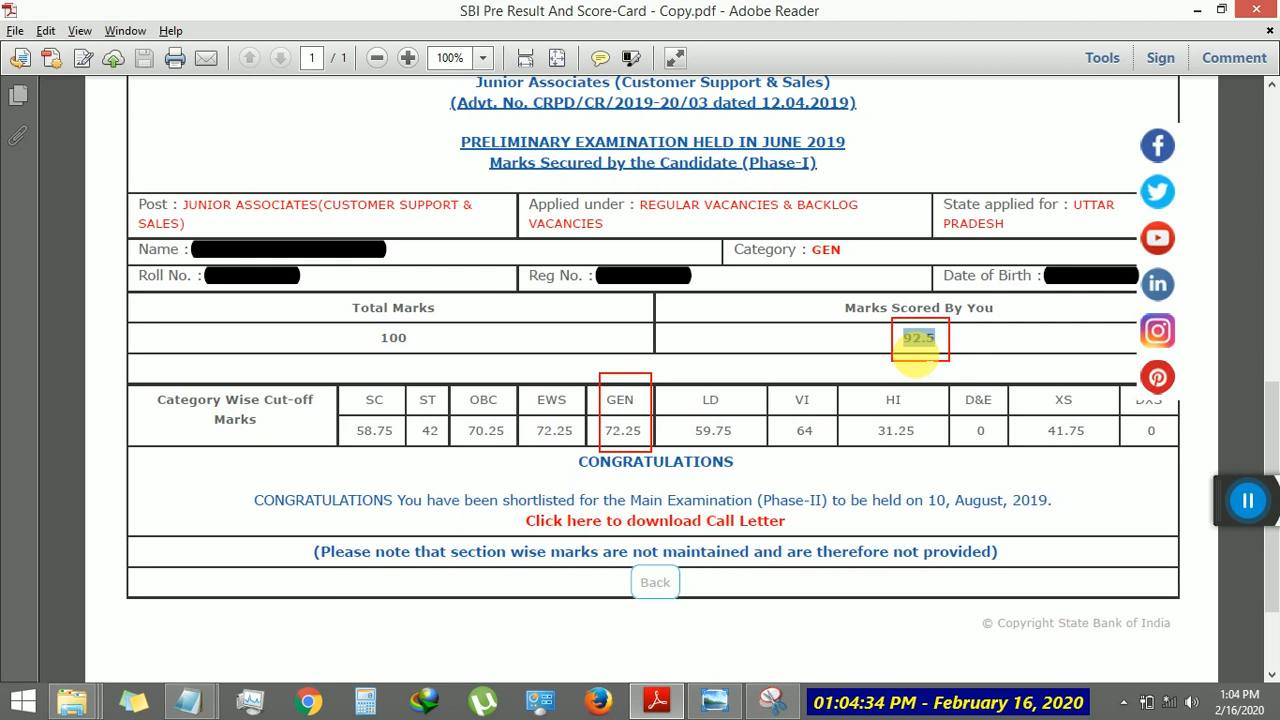 SBI Pre Result And Score-Card - Copy.pdf - Adobe Reader
File Edit View Window Help
1 / 1 100% Tools Sign Comment
Junior Associates (Customer Support & Sales)
(Advt. No. CRPD/CR/2019-20/03 dated 12.04.2019)
PRELIMINARY EXAMINATION HELD IN JUNE 2019
Marks Secured by the Candidate (Phase-I)
Post : JUNIOR ASSOCIATES(CUSTOMER SUPPORT & SALES)
Applied under : REGULAR VACANCIES & BACKLOG VACANCIES
State applied for : UTTAR PRADESH
Name :
Category : GEN
Roll No. :
Reg No. :
Date of Birth :
Total Marks Marks Scored By You
100 92.5
Category Wise Cut-off Marks
SC ST OBC EWS GEN LD VI HI D&E XS DXS
58.75 42 70.25 72.25 72.25 59.75 64 31.25 0 41.75 0
CONGRATULATIONS
CONGRATULATIONS You have been shortlisted for the Main Examination (Phase-II) to be held on 10, August, 2019.
Click here to download Call Letter
(Please note that section wise marks are not maintained and are therefore not provided)
Back
© Copyright State Bank of India
01:04:34 PM - February 16, 2020
1:04 PM
2/16/2020